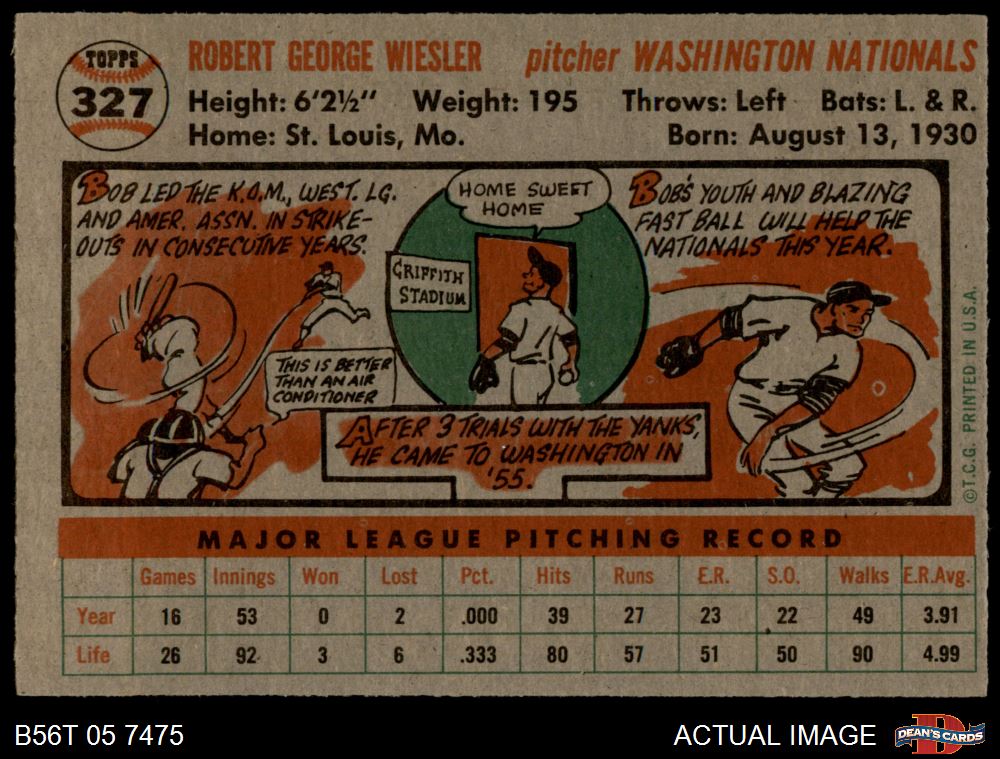 TOPPS
327
ROBERT GEORGE WIESLER pitcher WASHINGTON NATIONALS
Height: 6'2½" Weight: 195 Throws: Left Bats: L. & R.
Home: St. Louis, Mo. Born: August 13, 1930
BOB LED THE K.O.M., WEST. LG.
AND AMER. ASSN. IN STRIKE-
OUTS IN CONSECUTIVE YEARS.
THIS IS BETTER
THAN AN AIR
CONDITIONER
HOME SWEET
HOME
GRIFFITH
STADIUM
AFTER 3 TRIALS WITH THE YANKS,
HE CAME TO WASHINGTON IN
'55.
BOB'S YOUTH AND BLAZING
FAST BALL WILL HELP THE
NATIONALS THIS YEAR.
©T.C.G. PRINTED IN U.S.A.
MAJOR LEAGUE PITCHING RECORD
Games Innings Won Lost Pct. Hits Runs E.R. S.O. Walks E.R.Avg.
Year 16 53 0 2 .000 39 27 23 22 49 3.91
Life 26 92 3 6 .333 80 57 51 50 90 4.99
B56T 05 7475 ACTUAL IMAGE
DEAN'S CARDS